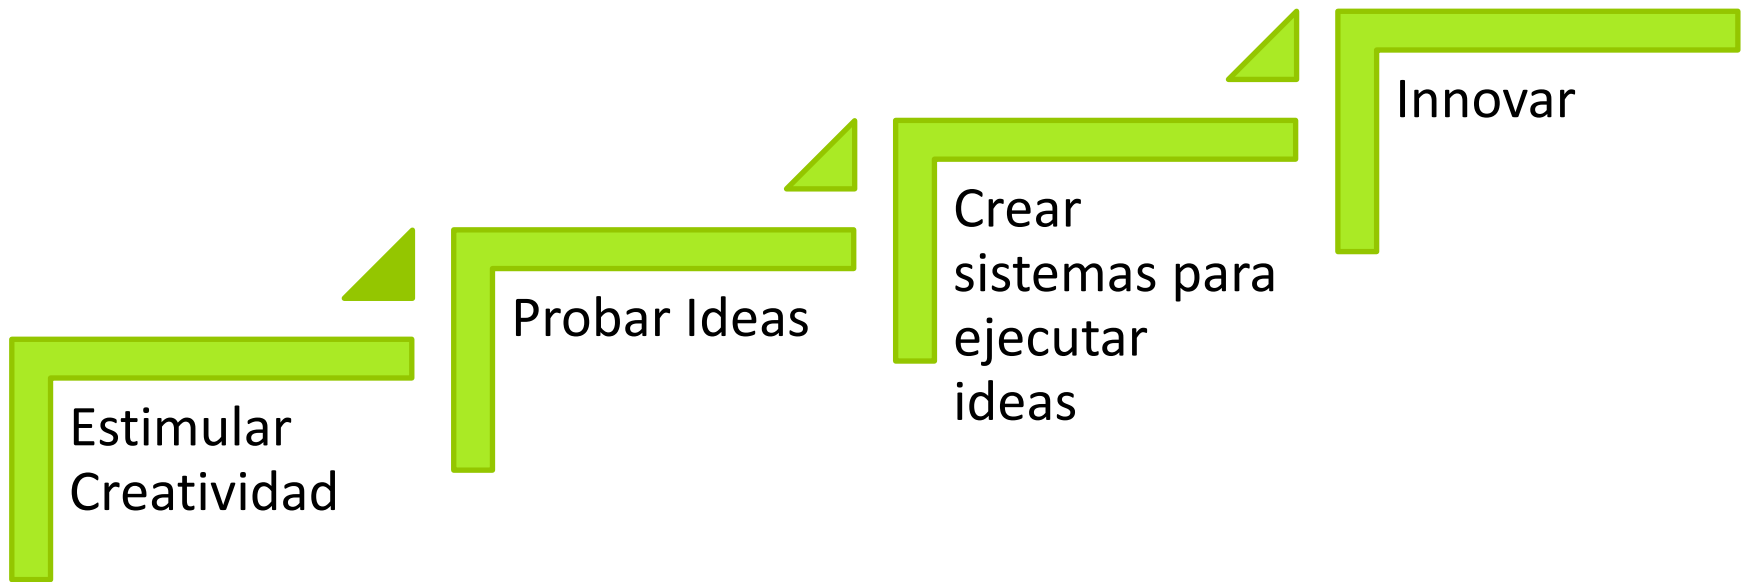 Estimular
Creatividad
Probar Ideas
Crear
sistemas para
ejecutar
ideas
Innovar